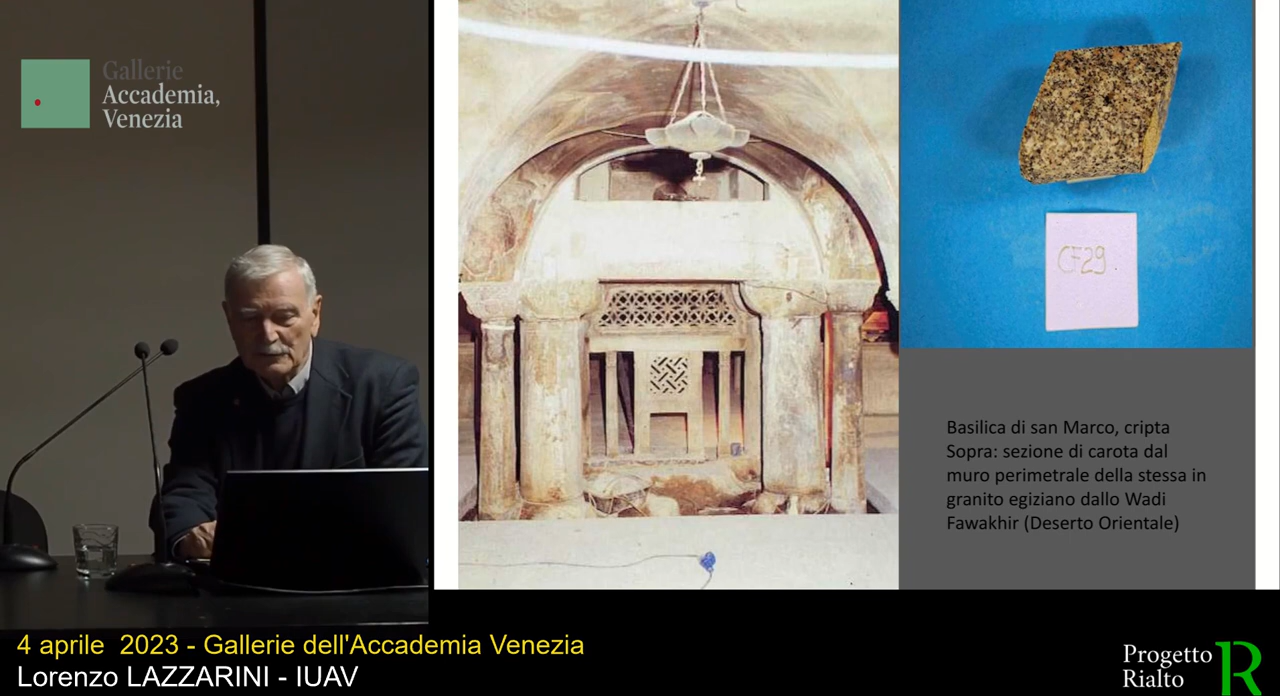 Gallerie
Accademia,
Venezia
CF29
Basilica di san Marco, cripta
Sopra: sezione di carota dal
muro perimetrale della stessa in
granito egiziano dallo Wadi
Fawakhir (Deserto Orientale)
4 aprile 2023 - Gallerie dell'Accademia Venezia
Lorenzo LAZZARINI - IUAV
Progetto
Rialto
R